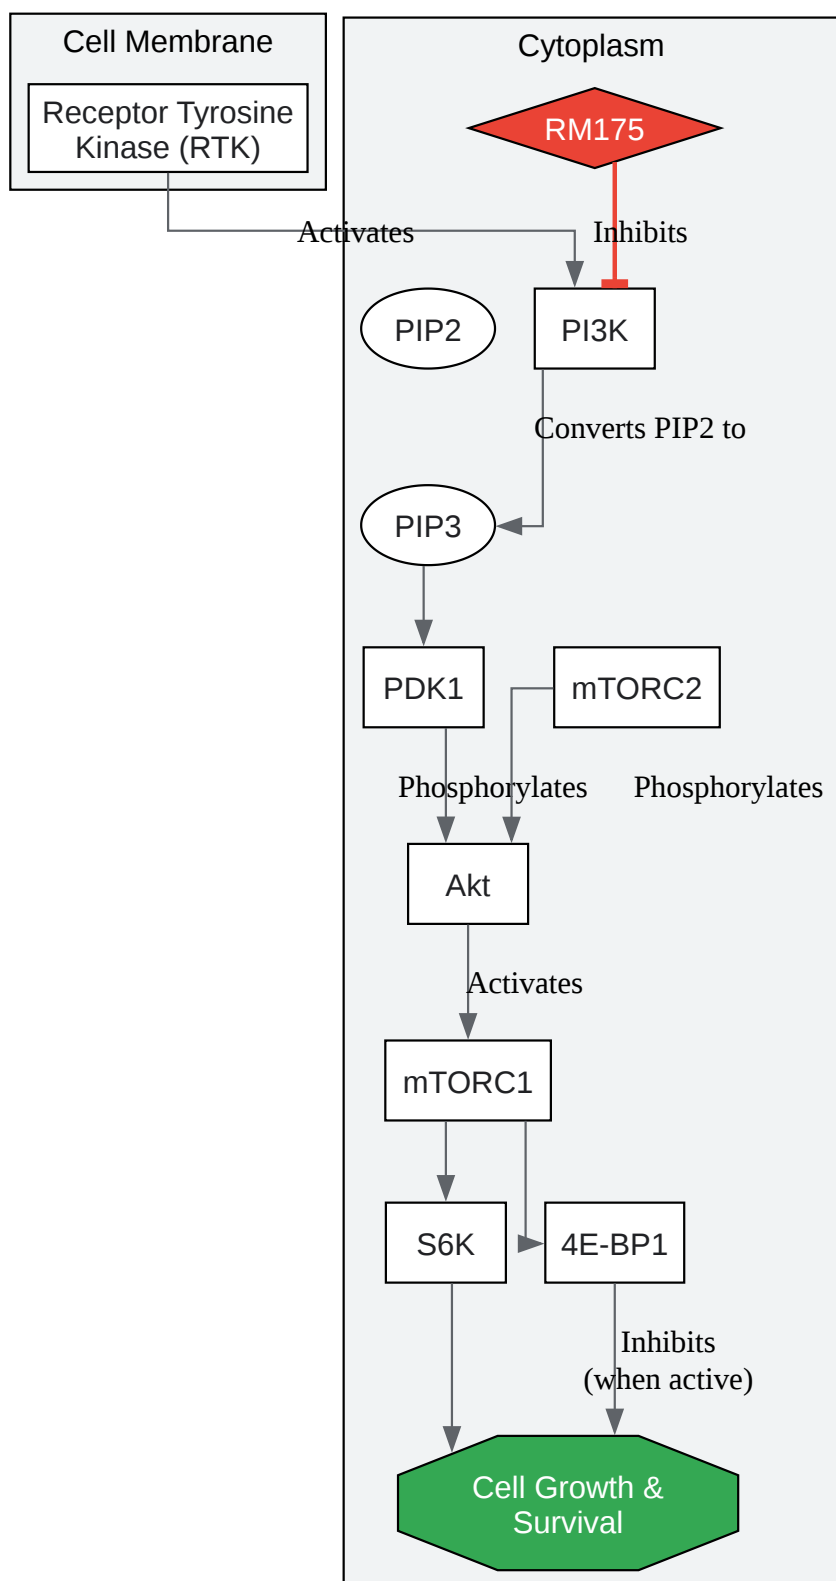 Cell Membrane
Receptor Tyrosine
Kinase (RTK)
Cytoplasm
RM175
Activates
Inhibits
PIP2
PI3K
Converts PIP2 to
PIP3
PDK1
mTORC2
Phosphorylates
Phosphorylates
Akt
Activates
mTORC1
S6K
4E-BP1
Inhibits
(when active)
Cell Growth &
Survival